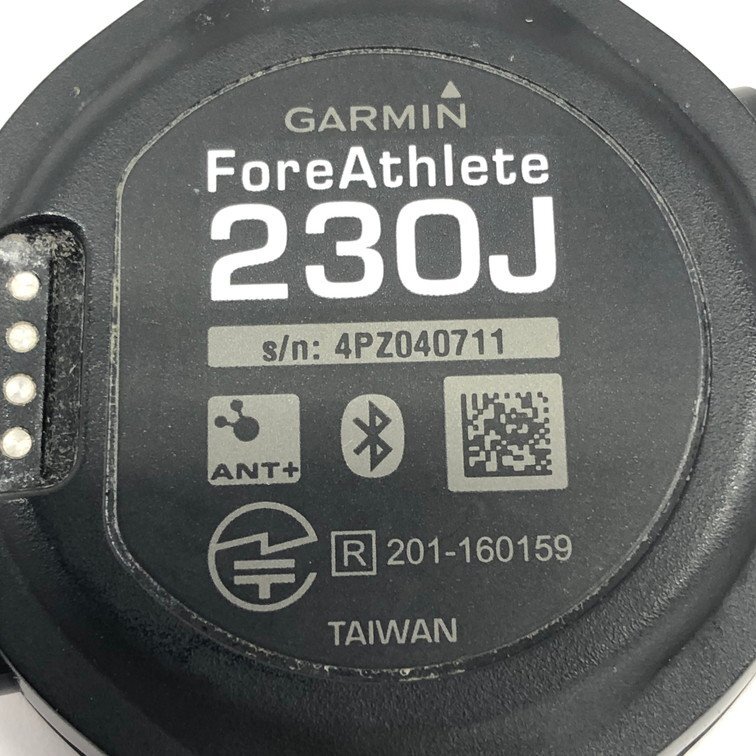 GARMIN
ForeAthlete
230J
s/n: 4PZ040711
ANT+
R 201-160159
TAIWAN